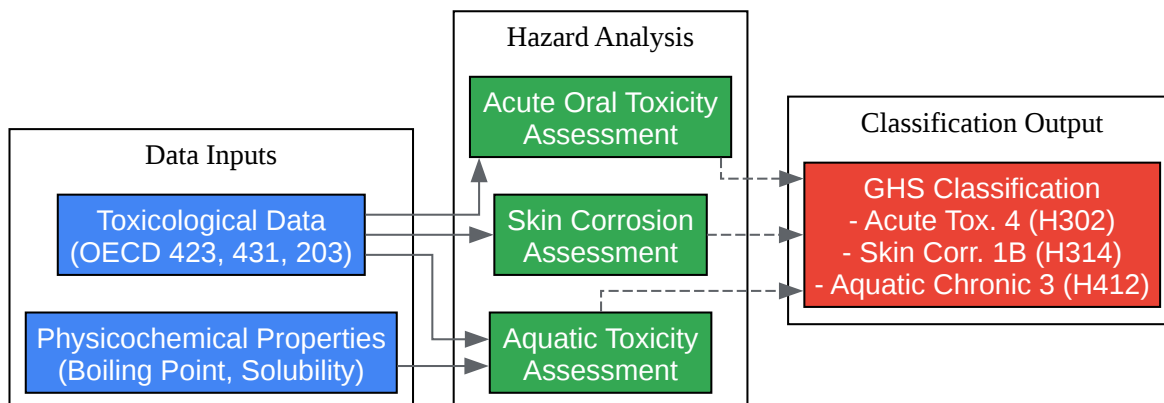 Data Inputs
Toxicological Data
(OECD 423, 431, 203)
Physicochemical Properties
(Boiling Point, Solubility)
Hazard Analysis
Acute Oral Toxicity
Assessment
Skin Corrosion
Assessment
Aquatic Toxicity
Assessment
Classification Output
GHS Classification
- Acute Tox. 4 (H302)
- Skin Corr. 1B (H314)
- Aquatic Chronic 3 (H412)